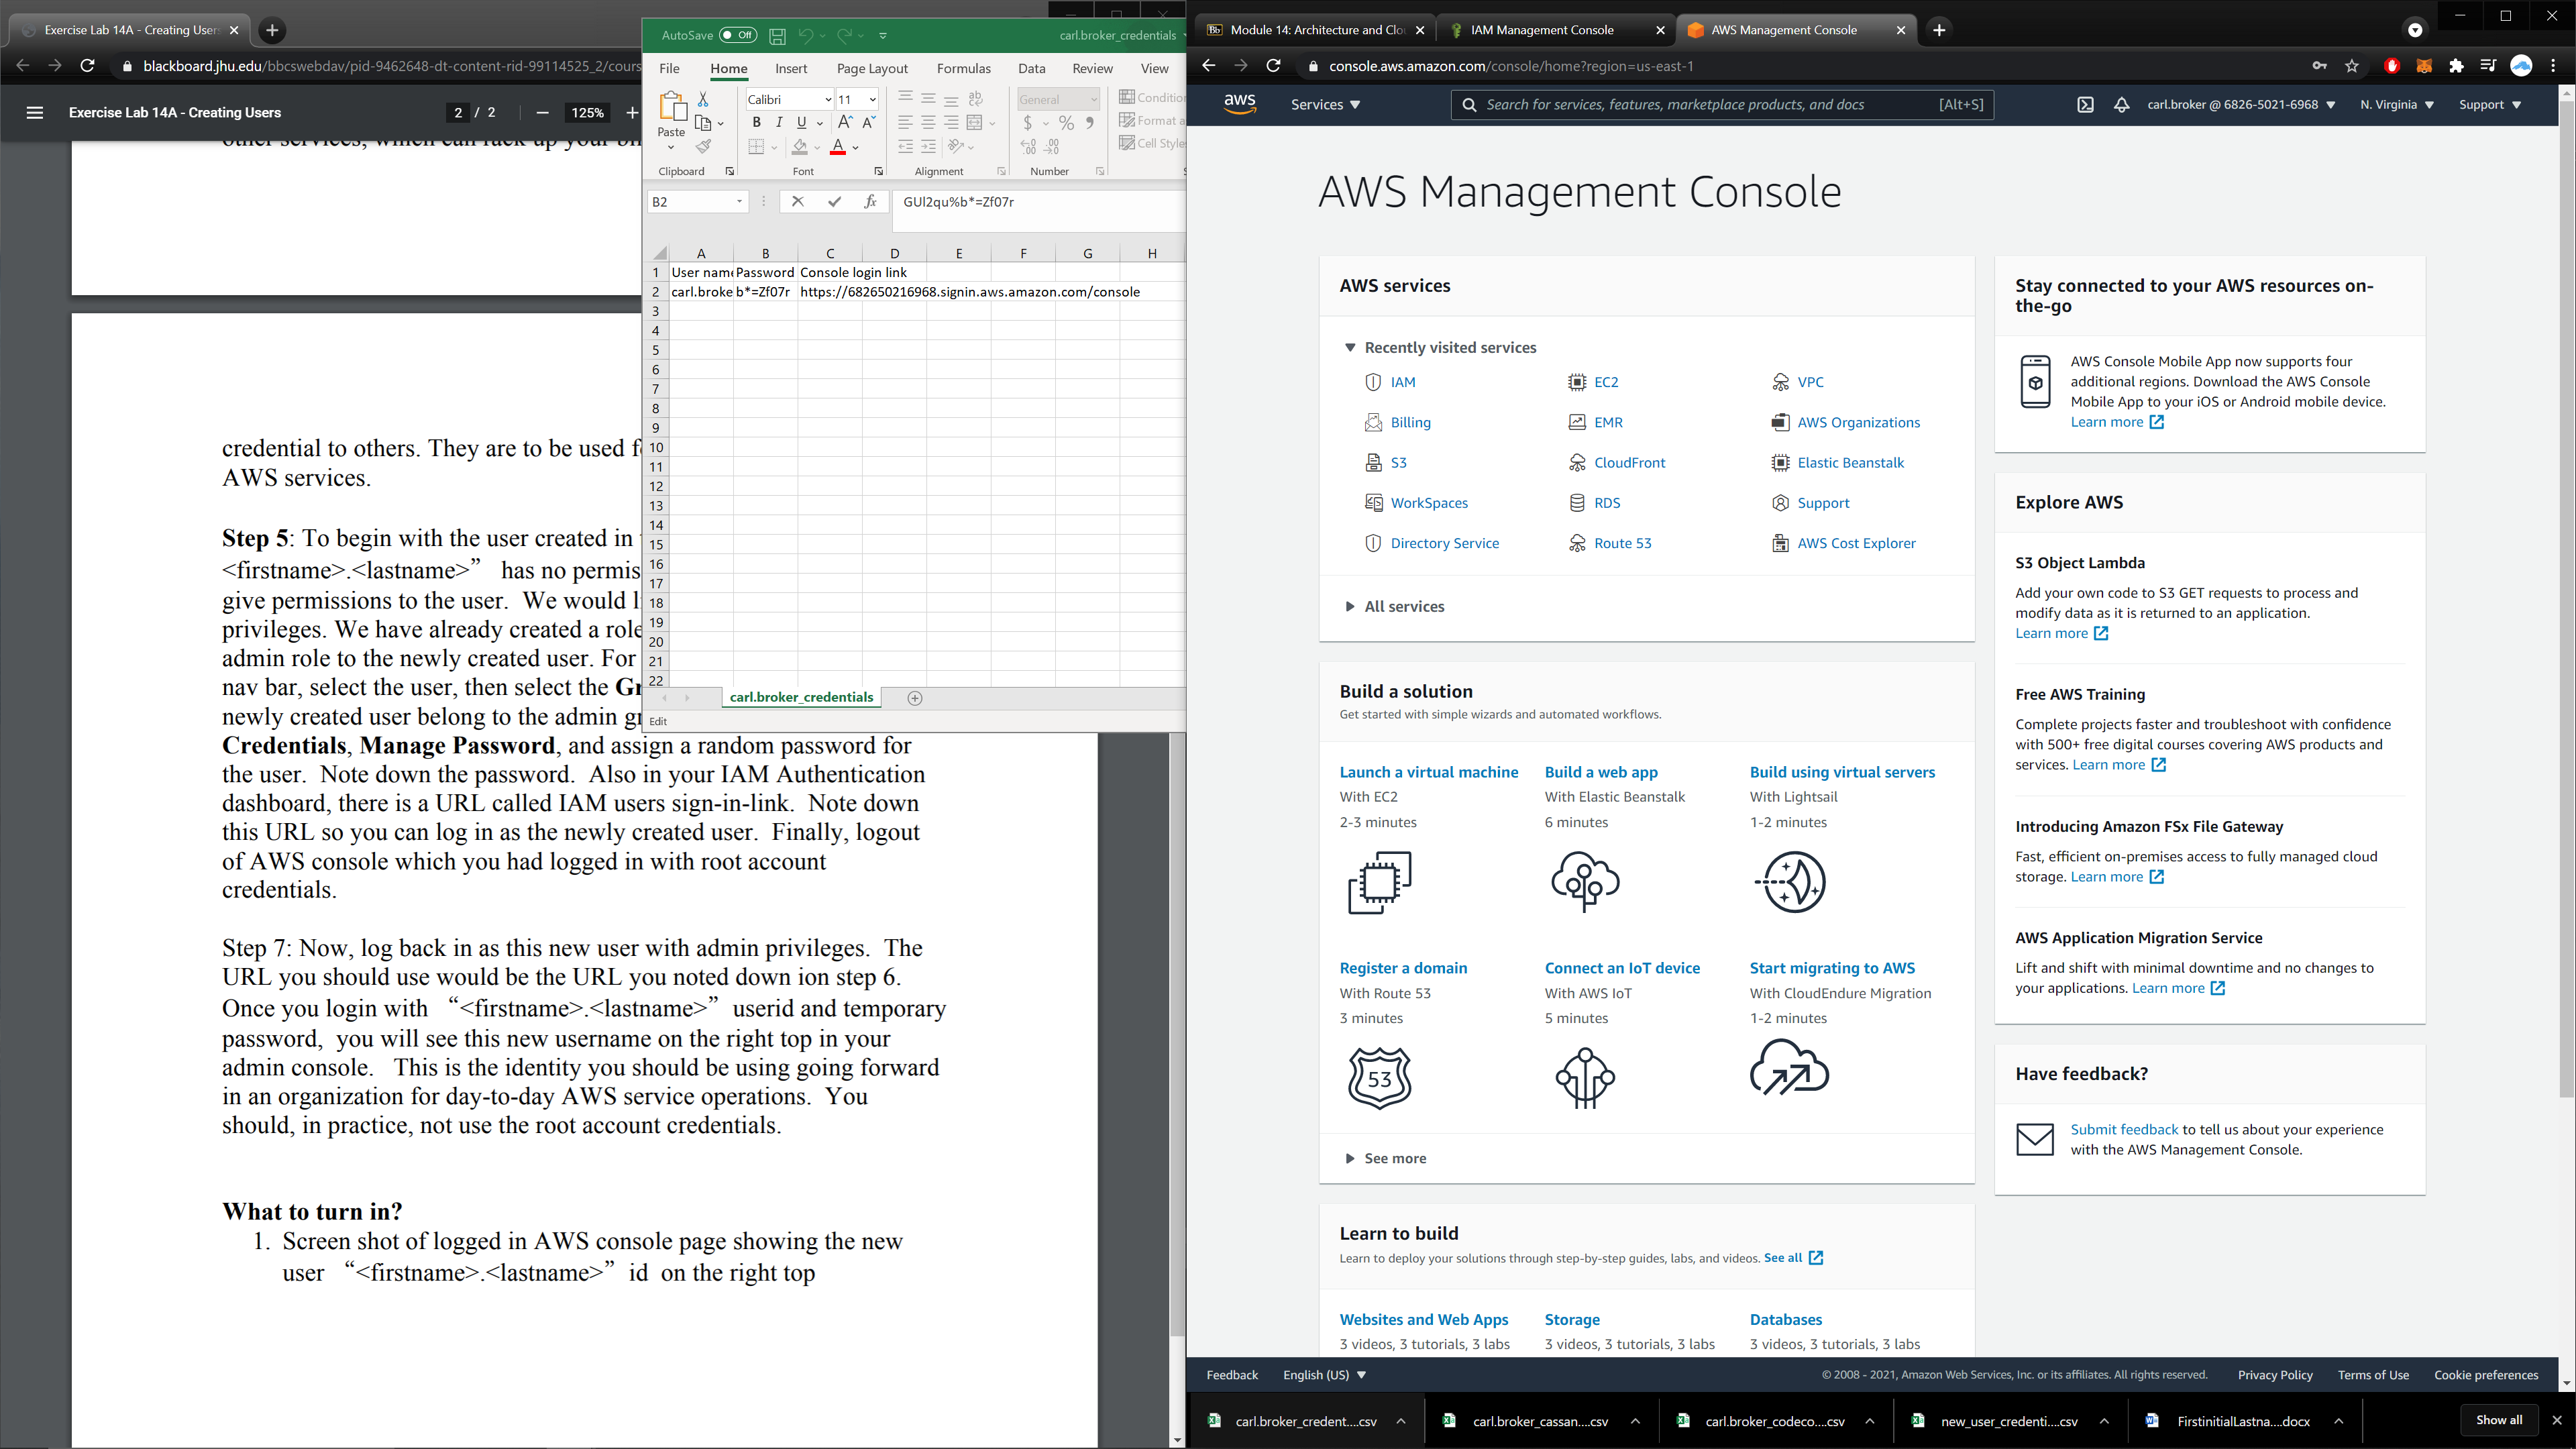 Exercise Lab 14A - Creating User
blackboard.jhu.edu/bbcswebdav/pid-9462648-dt-content-rid-99114525_2/cours
Exercise Lab 14A - Creating Users
2 / 2
125%
credential to others. They are to be used f
AWS services.
Step 5: To begin with the user created in
<firstname>.<lastname>” has no permis
give permissions to the user. We would l
privileges. We have already created a role
admin role to the newly created user. For
nav bar, select the user, then select the Gr
newly created user belong to the admin gr
Credentials, Manage Password, and assign a random password for
the user. Note down the password. Also in your IAM Authentication
dashboard, there is a URL called IAM users sign-in-link. Note down
this URL so you can log in as the newly created user. Finally, logout
of AWS console which you had logged in with root account
credentials.
Step 7: Now, log back in as this new user with admin privileges. The
URL you should use would be the URL you noted down ion step 6.
Once you login with “<firstname>.<lastname>” userid and temporary
password, you will see this new username on the right top in your
admin console. This is the identity you should be using going forward
in an organization for day-to-day AWS service operations. You
should, in practice, not use the root account credentials.
What to turn in?
1. Screen shot of logged in AWS console page showing the new
user “<firstname>.<lastname>” id on the right top
AutoSave Off
carl.broker_credentials
File Home Insert Page Layout Formulas Data Review View
Calibri 11 General
Paste
B I U
Conditio
Format a
Cell Style
Clipboard Font Alignment Number
B2 fx GUl2qu%b*=Zf07r
A B C D E F G H
1 User name Password Console login link
2 carl.broke b*=Zf07r https://682650216968.signin.aws.amazon.com/console
3
4
5
6
7
8
9
10
11
12
13
14
15
16
17
18
19
20
21
22
carl.broker_credentials
Edit
Module 14: Architecture and Clou
IAM Management Console
AWS Management Console
console.aws.amazon.com/console/home?region=us-east-1
aws Services Search for services, features, marketplace products, and docs [Alt+S] carl.broker @ 6826-5021-6968 N. Virginia Support
AWS Management Console
AWS services
Recently visited services
IAM EC2 VPC
Billing EMR AWS Organizations
S3 CloudFront Elastic Beanstalk
WorkSpaces RDS Support
Directory Service Route 53 AWS Cost Explorer
All services
Build a solution
Get started with simple wizards and automated workflows.
Launch a virtual machine Build a web app Build using virtual servers
With EC2 With Elastic Beanstalk With Lightsail
2-3 minutes 6 minutes 1-2 minutes
Register a domain Connect an IoT device Start migrating to AWS
With Route 53 With AWS IoT With CloudEndure Migration
3 minutes 5 minutes 1-2 minutes
53
See more
Learn to build
Learn to deploy your solutions through step-by-step guides, labs, and videos. See all
Websites and Web Apps Storage Databases
3 videos, 3 tutorials, 3 labs 3 videos, 3 tutorials, 3 labs 3 videos, 3 tutorials, 3 labs
Stay connected to your AWS resources on-
the-go
AWS Console Mobile App now supports four
additional regions. Download the AWS Console
Mobile App to your iOS or Android mobile device.
Learn more
Explore AWS
S3 Object Lambda
Add your own code to S3 GET requests to process and
modify data as it is returned to an application.
Learn more
Free AWS Training
Complete projects faster and troubleshoot with confidence
with 500+ free digital courses covering AWS products and
services. Learn more
Introducing Amazon FSx File Gateway
Fast, efficient on-premises access to fully managed cloud
storage. Learn more
AWS Application Migration Service
Lift and shift with minimal downtime and no changes to
your applications. Learn more
Have feedback?
Submit feedback to tell us about your experience
with the AWS Management Console.
Feedback English (US) © 2008 - 2021, Amazon Web Services, Inc. or its affiliates. All rights reserved. Privacy Policy Terms of Use Cookie preferences
carl.broker_credent....csv carl.broker_cassan....csv carl.broker_codeco....csv new_user_credenti....csv FirstinitialLastna....docx Show all